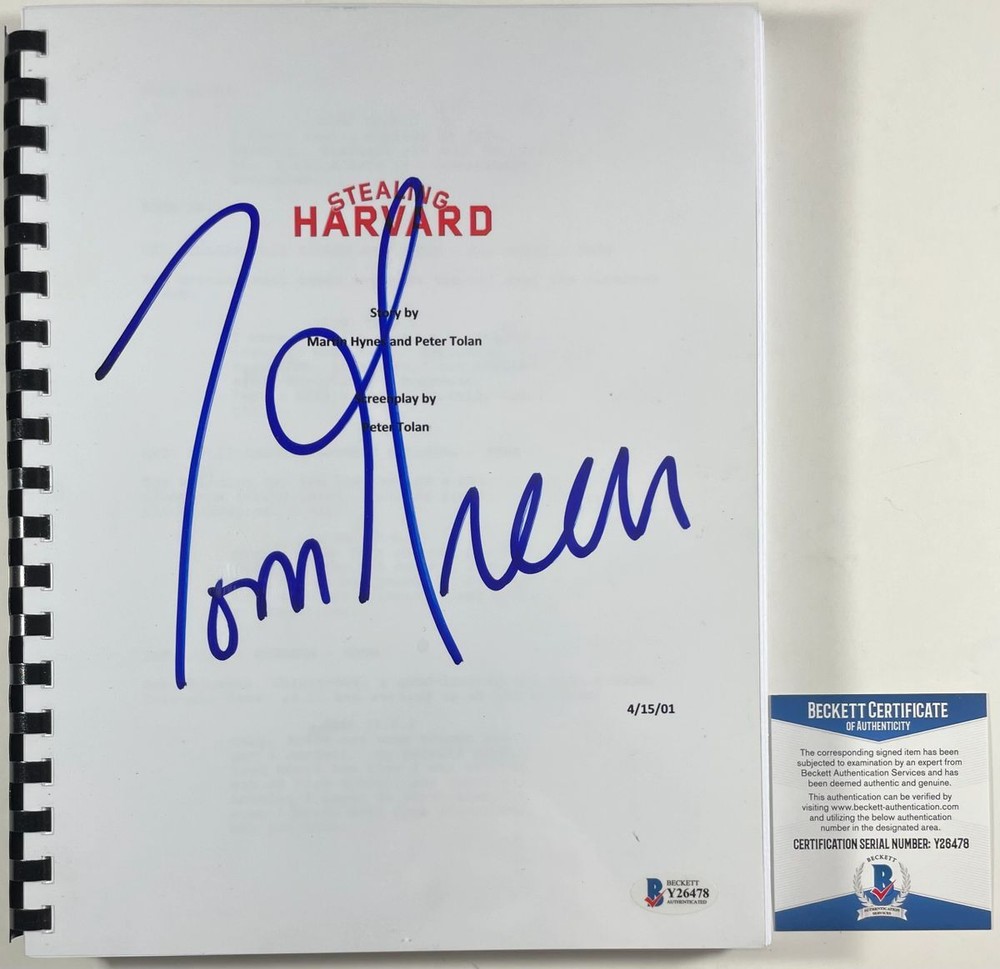 STEALING
HARVARD
Story by
Martin Hynes and Peter Tolan
Screenplay by
Peter Tolan
Tom Green
4/15/01
BECKETT
Y26478
AUTHENTICATED
BECKETT CERTIFICATE
OF AUTHENTICITY
The corresponding signed item has been
subjected to examination by an expert from
Beckett Authentication Services and has
been deemed authentic and genuine.
This authentication can be verified by
visiting www.beckett-authentication.com
and utilizing the below authentication
number in the designated area.
CERTIFICATION SERIAL NUMBER: Y26478
BECKETT
B
AUTHENTICATION
SERVICES